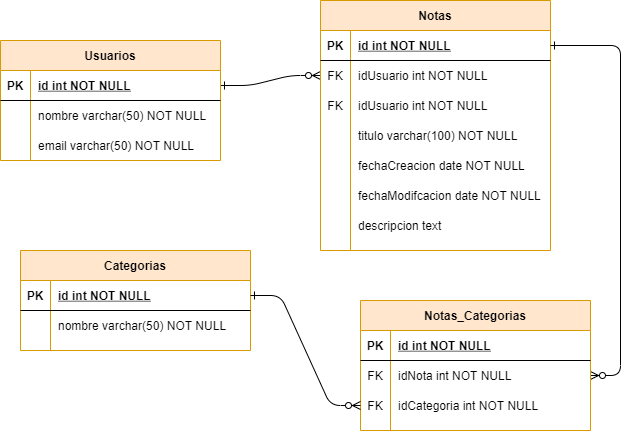 Usuarios
PK id int NOT NULL
nombre varchar(50) NOT NULL
email varchar(50) NOT NULL
Notas
PK id int NOT NULL
FK idUsuario int NOT NULL
FK idUsuario int NOT NULL
titulo varchar(100) NOT NULL
fechaCreacion date NOT NULL
fechaModifcacion date NOT NULL
descripcion text
Categorias
PK id int NOT NULL
nombre varchar(50) NOT NULL
Notas_Categorias
PK id int NOT NULL
FK idNota int NOT NULL
FK idCategoria int NOT NULL